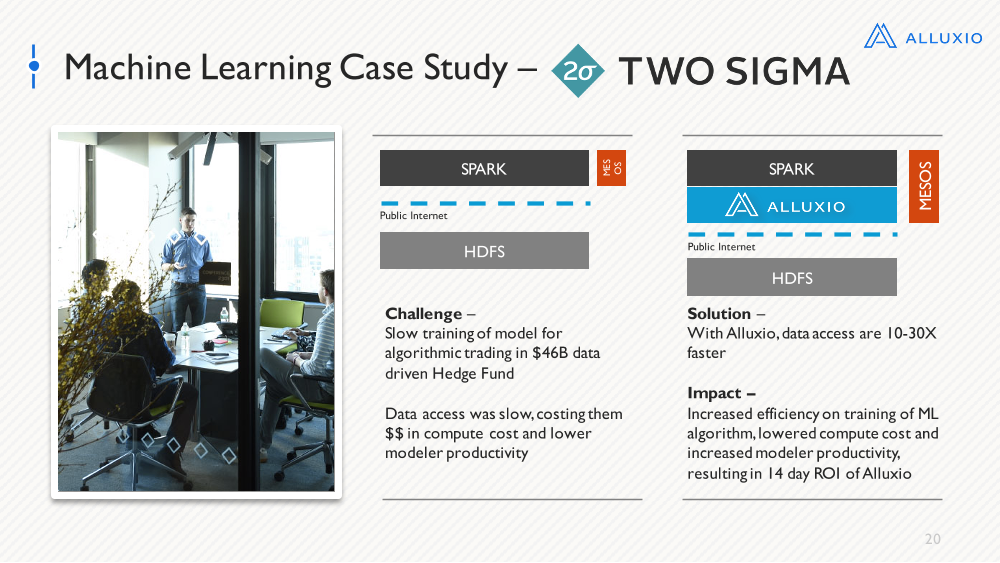 ALLUXIO
Machine Learning Case Study – 2σ TWO SIGMA
SPARK
MES
OS
Public Internet
HDFS
Challenge –
Slow training of model for
algorithmic trading in $46B data
driven Hedge Fund
Data access was slow, costing them
$$ in compute cost and lower
modeler productivity
SPARK
MESOS
ALLUXIO
Public Internet
HDFS
Solution –
With Alluxio, data access are 10-30X
faster
Impact –
Increased efficiency on training of ML
algorithm, lowered compute cost and
increased modeler productivity,
resulting in 14 day ROI of Alluxio
20